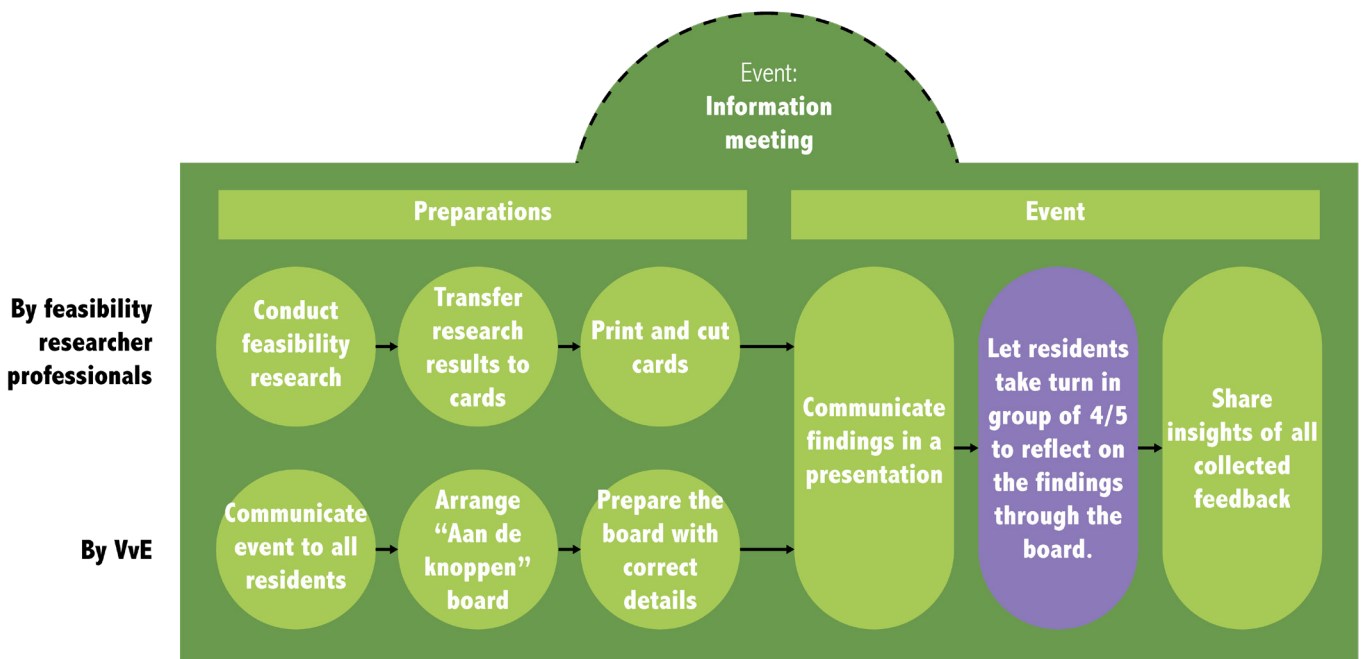 Event:
Information
meeting
Preparations
Event
By feasibility
researcher
professionals
Conduct
feasibility
research
Transfer
research
results to
cards
Print and cut
cards
Communicate
findings in a
presentation
Let residents
take turn in
group of 4/5
to reflect on
the findings
through the
board.
Share
insights of all
collected
feedback
By VvE
Communicate
event to all
residents
Arrange
“Aan de
knoppen”
board
Prepare the
board with
correct
details